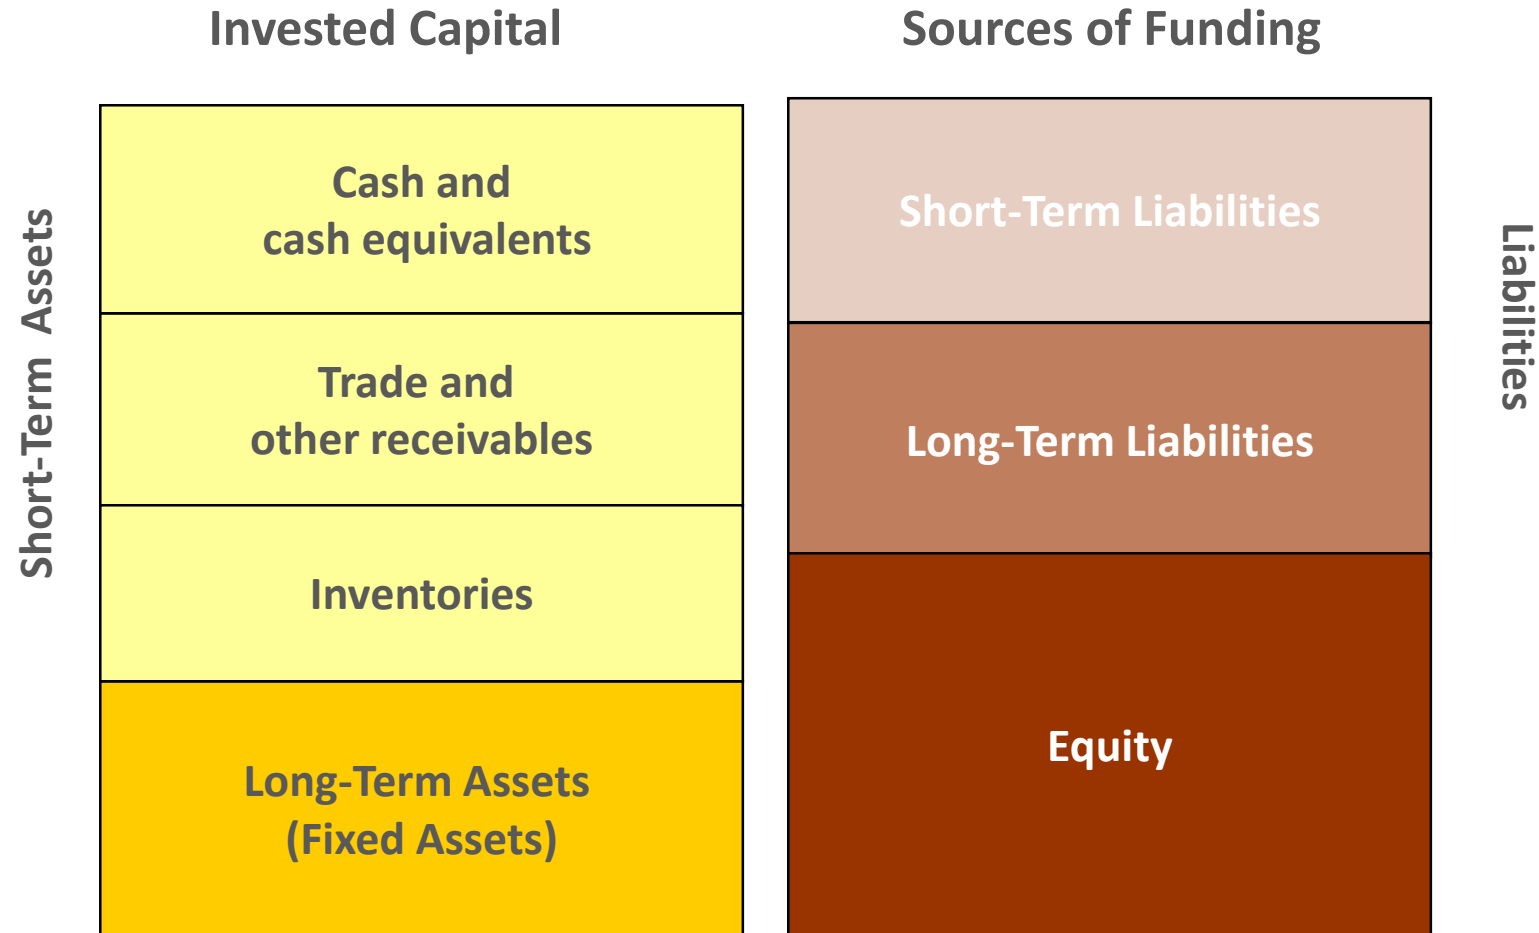 Invested Capital
Sources of Funding
Short-Term Assets
Cash and
cash equivalents
Trade and
other receivables
Inventories
Long-Term Assets
(Fixed Assets)
Short-Term Liabilities
Long-Term Liabilities
Equity
Liabilities